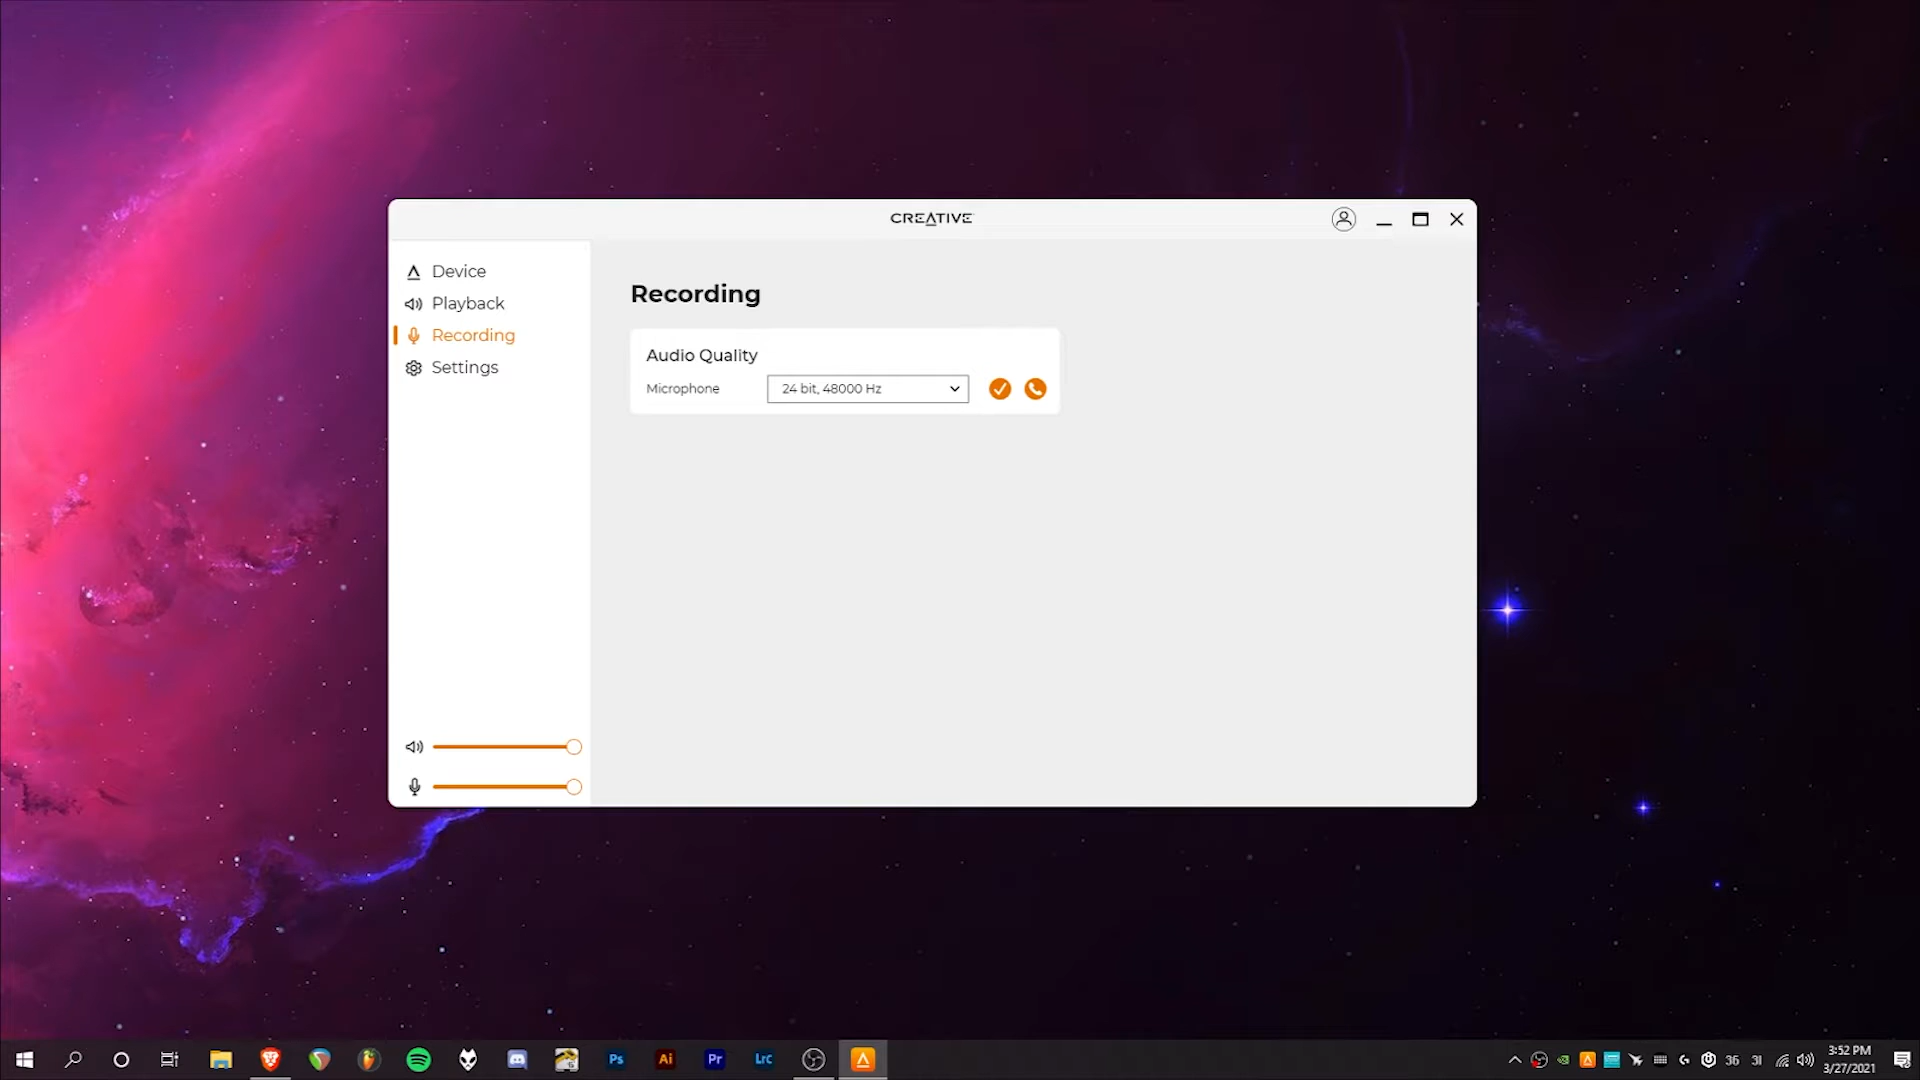 CREATIVE
Device
Playback
Recording
Settings
Recording
Audio Quality
Microphone
24 bit, 48000 Hz
Ps
Ai
Pr
LrC
36
31
3:52 PM
3/27/2021